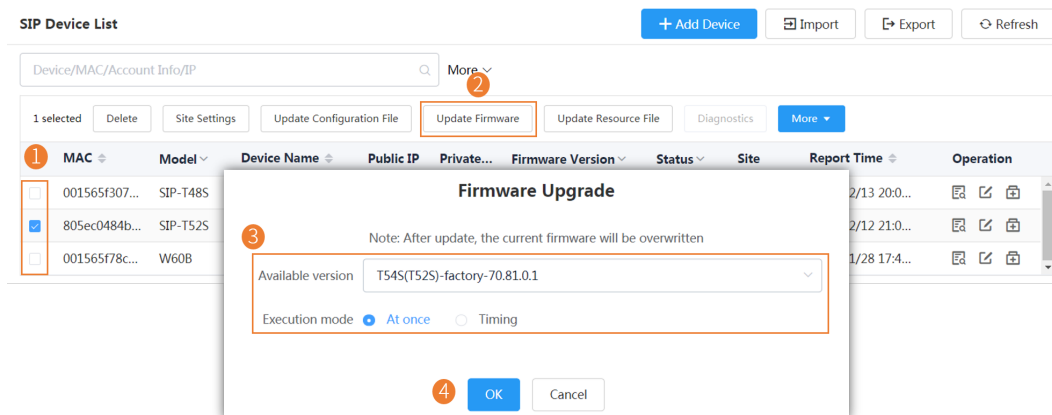 SIP Device List
+ Add Device
Import
Export
Refresh
Device/MAC/Account Info/IP
More
2
1 selected
Delete
Site Settings
Update Configuration File
Update Firmware
Update Resource File
Diagnostics
More
1
MAC
Model
Device Name
Public IP
Private...
Firmware Version
Status
Site
Report Time
Operation
001565f307...
SIP-T48S
2/13 20:0...
805ec0484b...
SIP-T52S
2/12 21:0...
001565f78c...
W60B
1/28 17:4...
Firmware Upgrade
3
Note: After update, the current firmware will be overwritten
Available version
T54S(T52S)-factory-70.81.0.1
Execution mode
At once
Timing
4
OK
Cancel